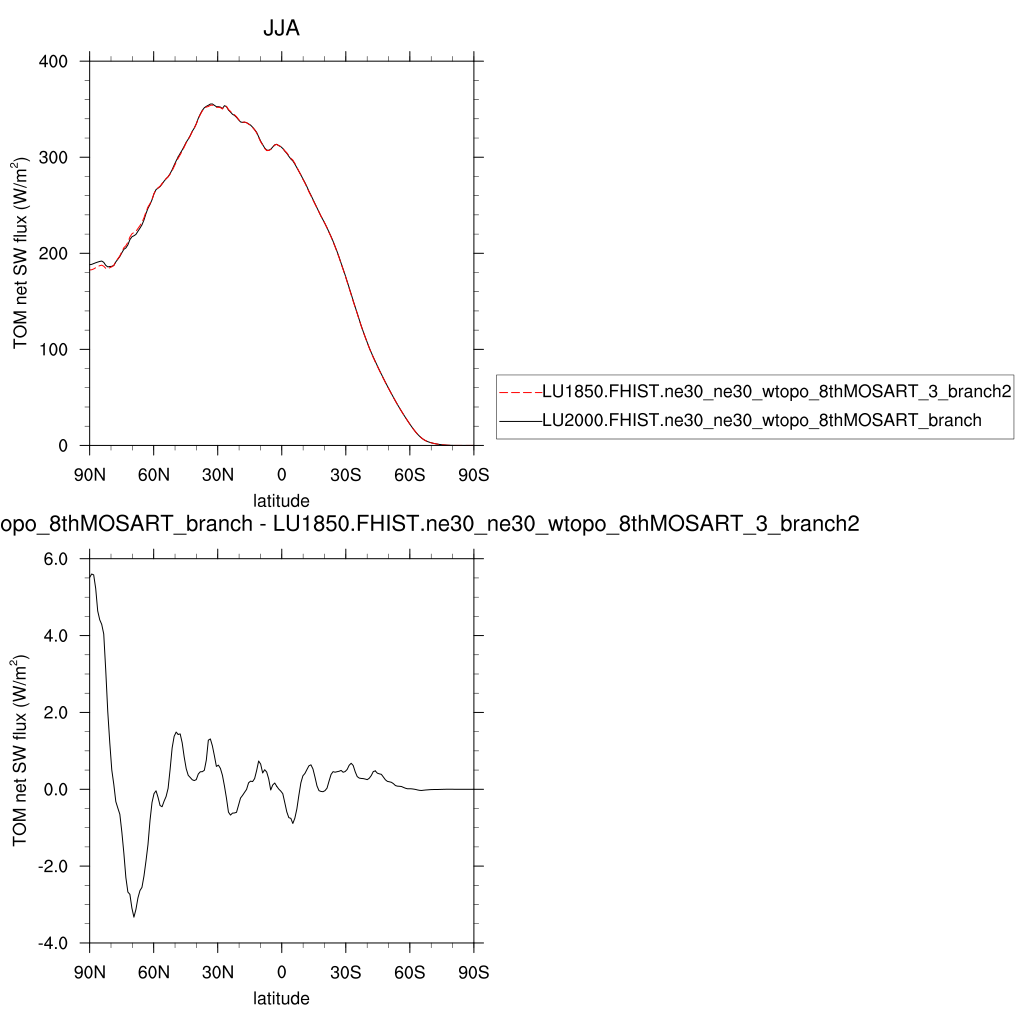 JJA
400
300
200
100
0
TOM net SW flux (W/m²)
90N 60N 30N 0 30S 60S 90S
latitude
LU1850.FHIST.ne30_ne30_wtopo_8thMOSART_3_branch2
LU2000.FHIST.ne30_ne30_wtopo_8thMOSART_branch
opo_8thMOSART_branch - LU1850.FHIST.ne30_ne30_wtopo_8thMOSART_3_branch2
6.0
4.0
2.0
0.0
-2.0
-4.0
TOM net SW flux (W/m²)
90N 60N 30N 0 30S 60S 90S
latitude